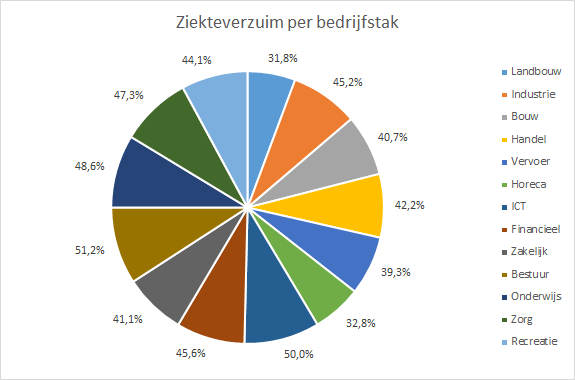 Ziekteverzuim per bedrijfstak
31,8%
45,2%
40,7%
42,2%
39,3%
32,8%
50,0%
45,6%
41,1%
51,2%
48,6%
47,3%
44,1%
Landbouw
Industrie
Bouw
Handel
Vervoer
Horeca
ICT
Financieel
Zakelijk
Bestuur
Onderwijs
Zorg
Recreatie